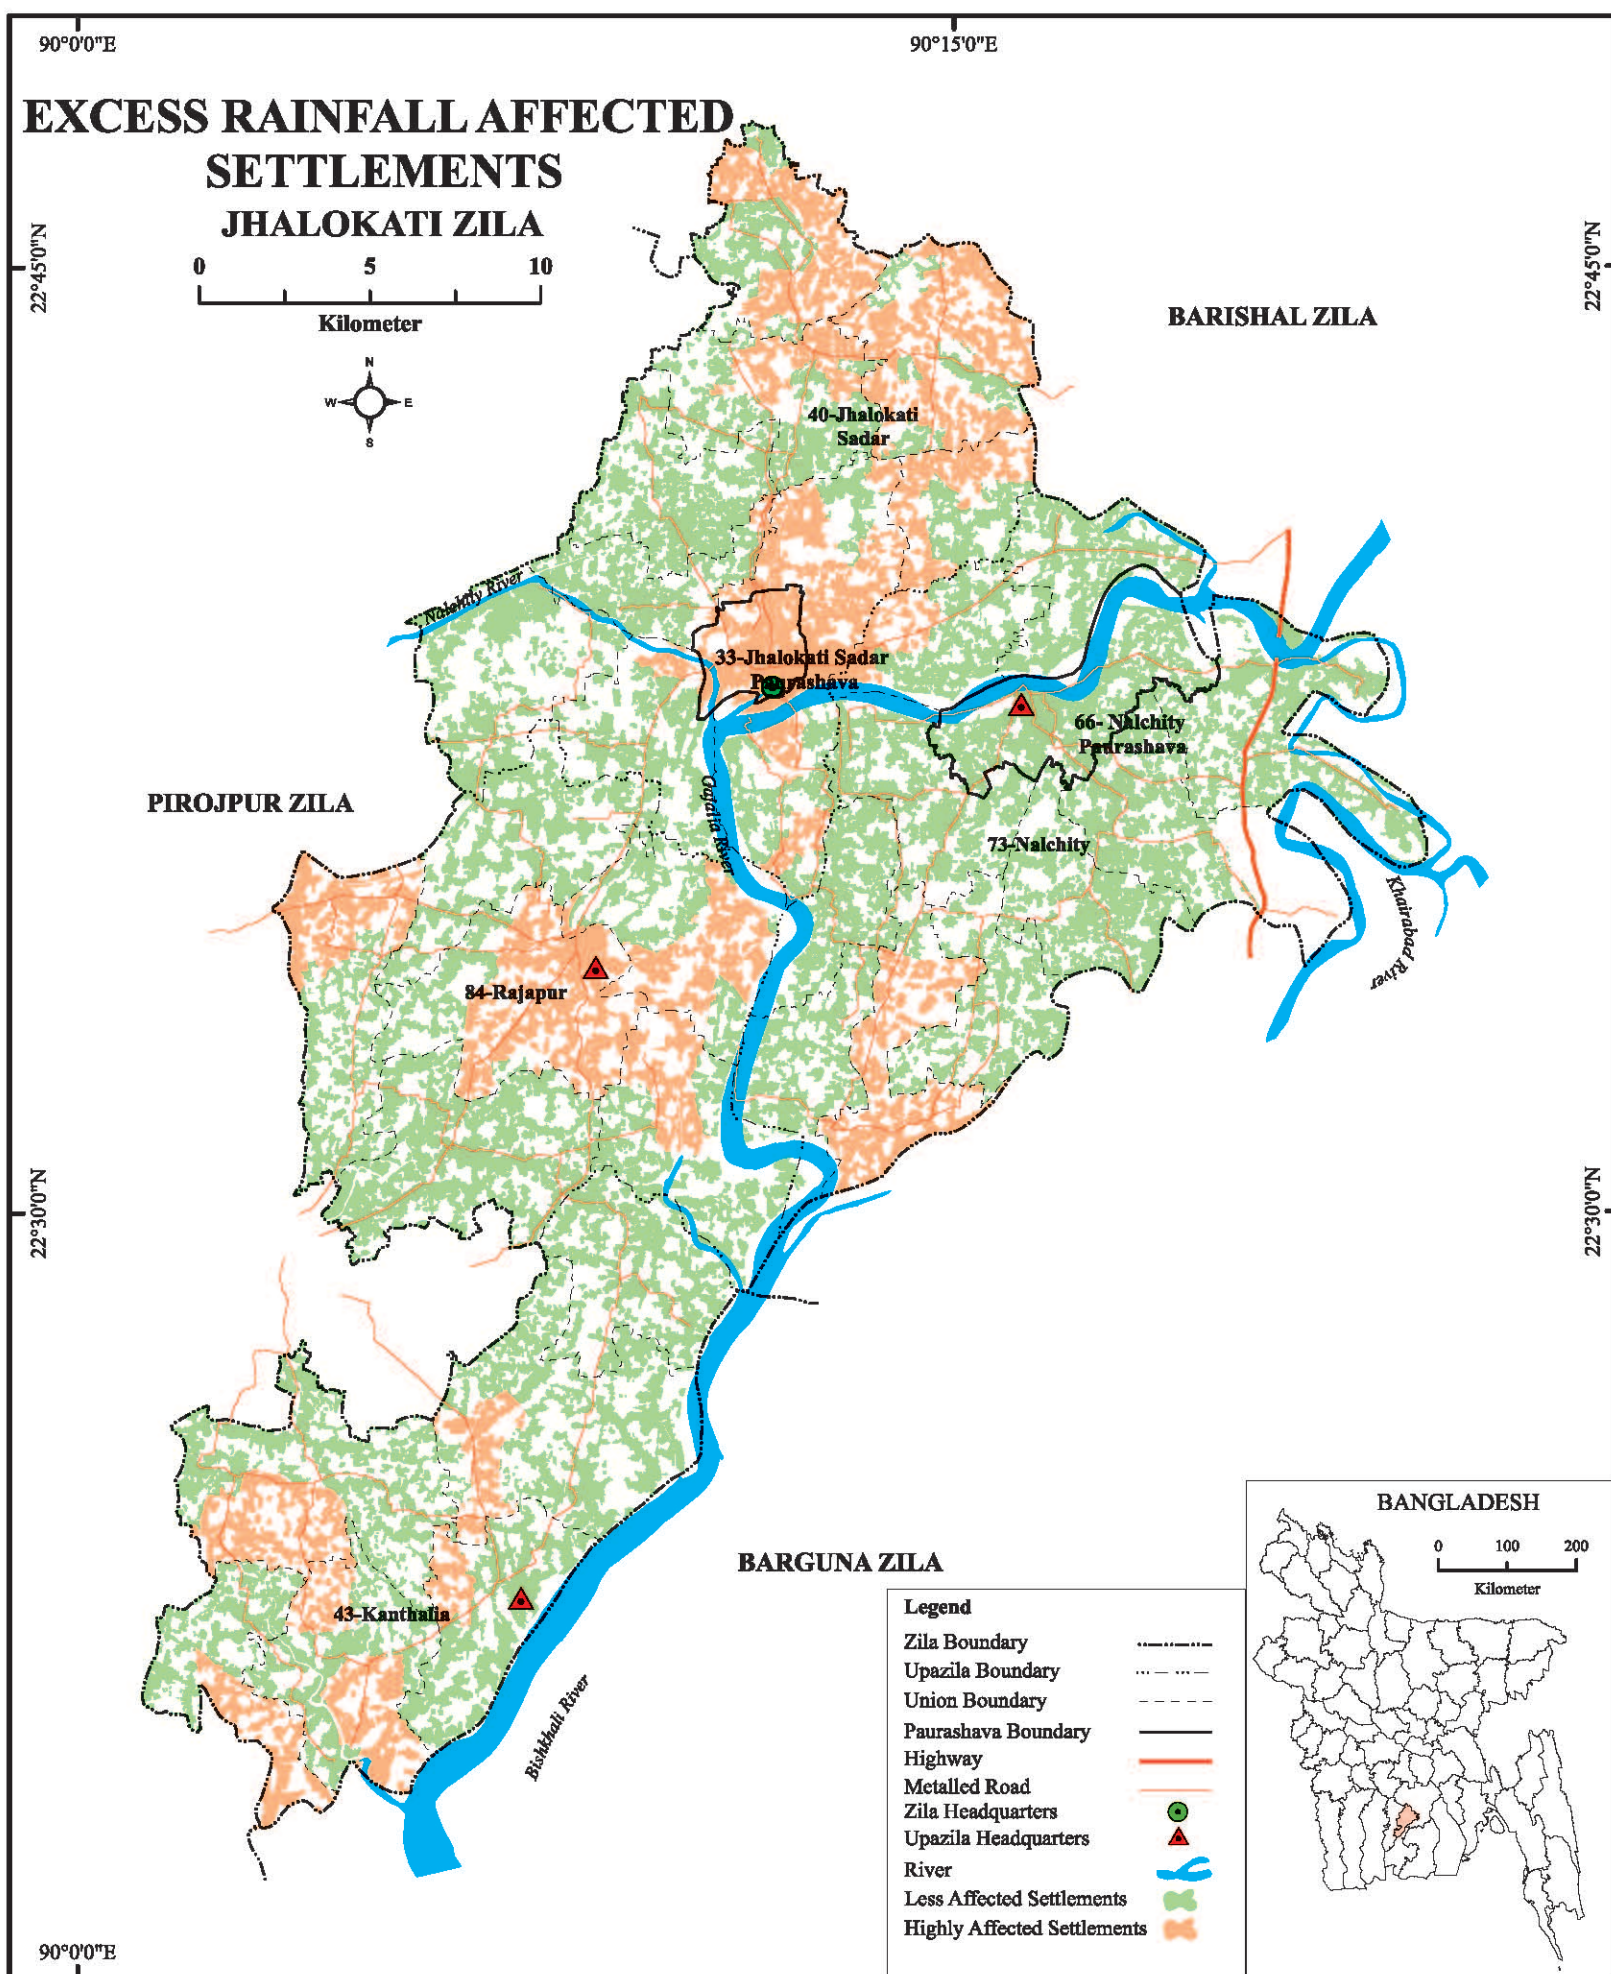 90°0'0"E
90°15'0"E
EXCESS RAINFALL AFFECTED
SETTLEMENTS
JHALOKATI ZILA
22°45'0"N
22°45'0"N
0 5 10
Kilometer
N
W E
S
BARISHAL ZILA
40-Jhalokati
Sadar
Nalchity River
33-Jhalokati Sadar
Paurashava
66- Nalchity
Paurashava
Gajalia River
PIROJPUR ZILA
73-Nalchity
Khairabad River
84-Rajapur
22°30'0"N
22°30'0"N
BARGUNA ZILA
43-Kanthalia
Bishkhali River
Legend
Zila Boundary
Upazila Boundary
Union Boundary
Paurashava Boundary
Highway
Metalled Road
Zila Headquarters
Upazila Headquarters
River
Less Affected Settlements
Highly Affected Settlements
BANGLADESH
0 100 200
Kilometer
90°0'0"E